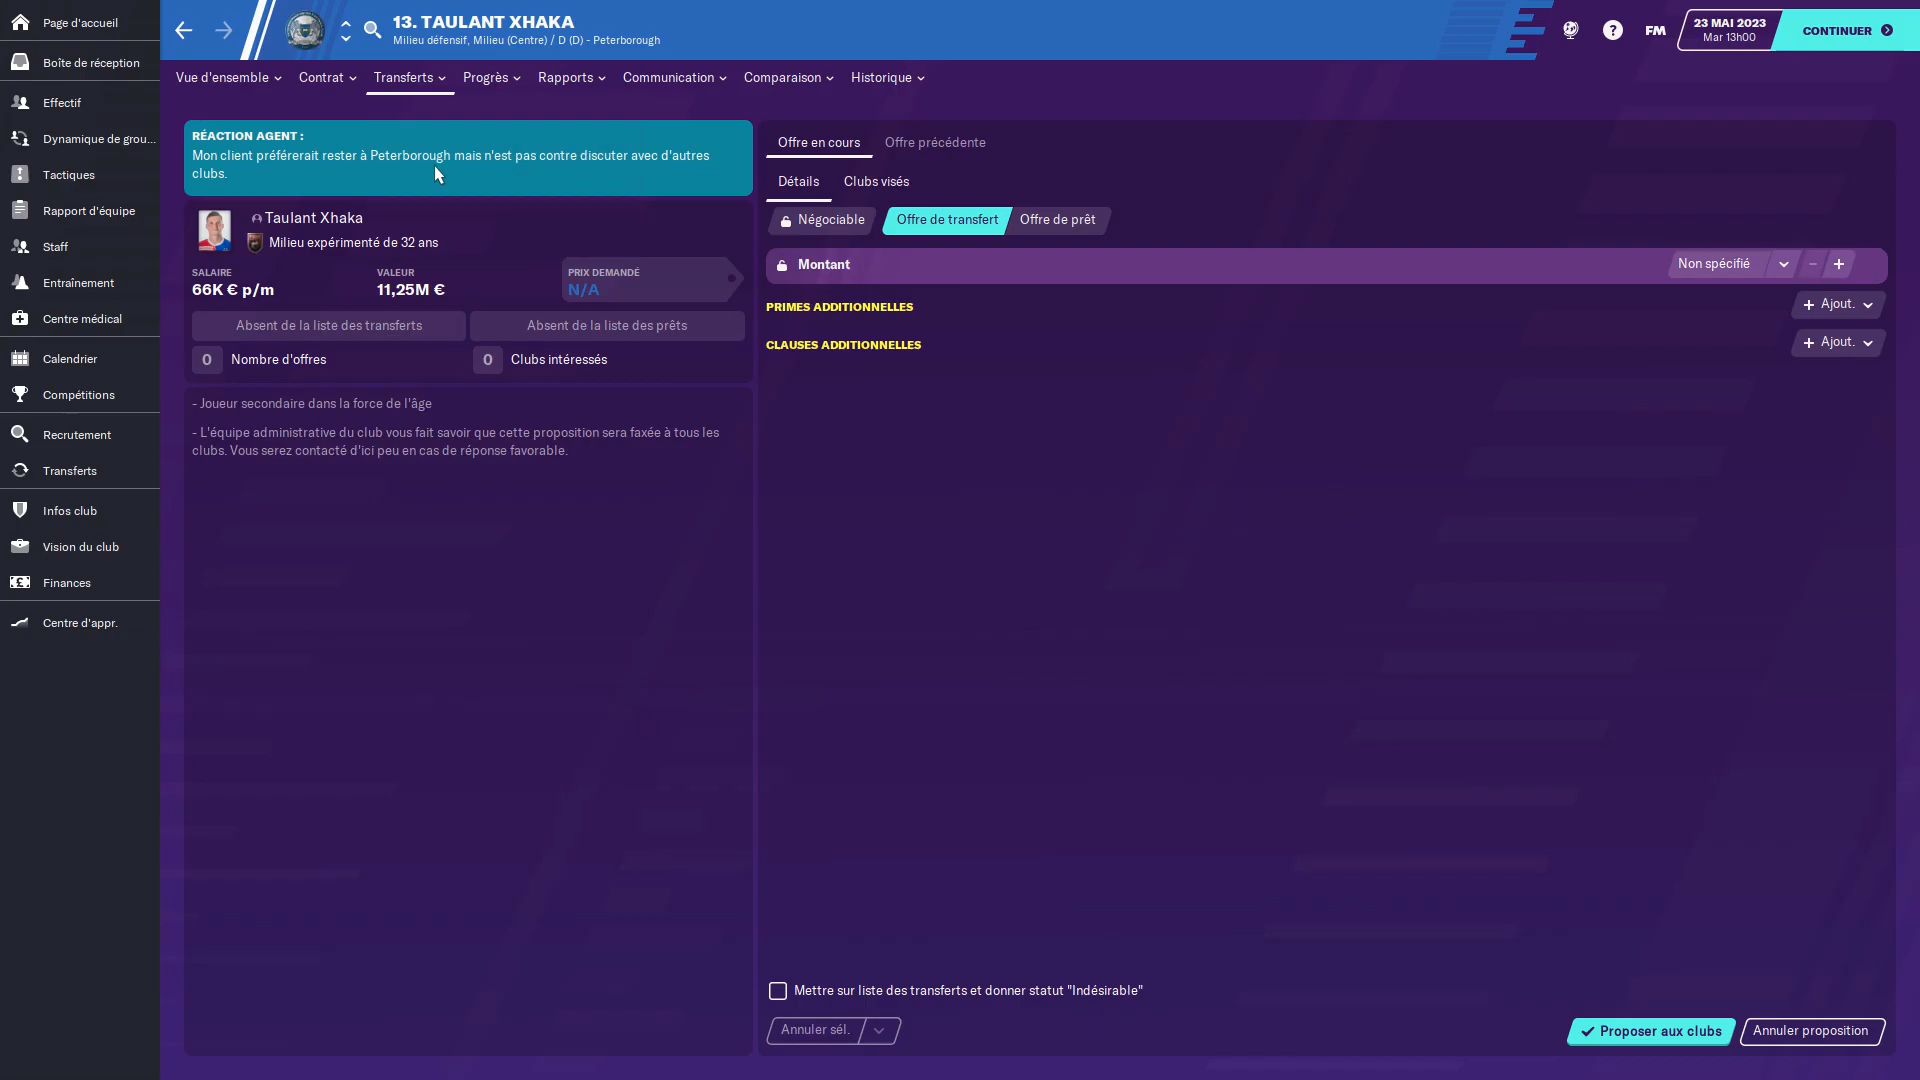 Page d'accueil
Boîte de réception
Effectif
Dynamique de grou...
Tactiques
Rapport d'équipe
Staff
Entraînement
Centre médical
Calendrier
Compétitions
Recrutement
Transferts
Infos club
Vision du club
Finances
Centre d'appr.
13. TAULANT XHAKA
Milieu défensif, Milieu (Centre) / D (D) - Peterborough
FM
23 MAI 2023
Mar 13h00
CONTINUER
Vue d'ensemble
Contrat
Transferts
Progrès
Rapports
Communication
Comparaison
Historique
RÉACTION AGENT :
Mon client préférerait rester à Peterborough mais n'est pas contre discuter avec d'autres
clubs.
Taulant Xhaka
Milieu expérimenté de 32 ans
SALAIRE
66K € p/m
VALEUR
11,25M €
PRIX DEMANDÉ
N/A
Absent de la liste des transferts
Absent de la liste des prêts
0 Nombre d'offres
0 Clubs intéressés
- Joueur secondaire dans la force de l'âge
- L'équipe administrative du club vous fait savoir que cette proposition sera faxée à tous les
clubs. Vous serez contacté d'ici peu en cas de réponse favorable.
Offre en cours
Offre précédente
Détails
Clubs visés
Négociable
Offre de transfert
Offre de prêt
Montant
Non spécifié
PRIMES ADDITIONNELLES
+ Ajout.
CLAUSES ADDITIONNELLES
+ Ajout.
Mettre sur liste des transferts et donner statut "Indésirable"
Annuler sél.
Proposer aux clubs
Annuler proposition